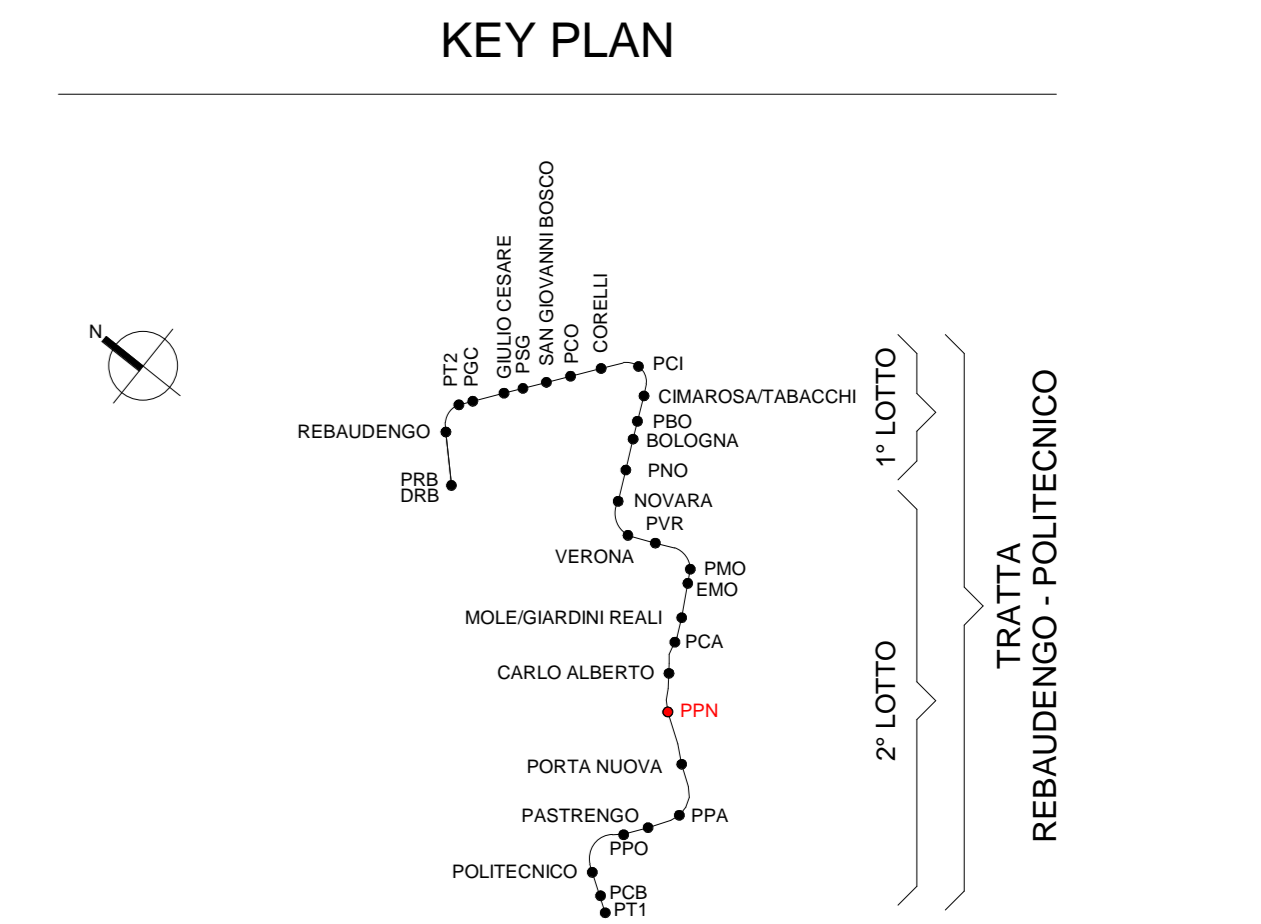 KEY PLAN
N
PT2
PGC
GIULIO CESARE
PSG
SAN GIOVANNI BOSCO
PCO
CORELLI
PCI
CIMAROSA/TABACCHI
REBAUDENGO
PBO
BOLOGNA
PRB
DRB
PNO
NOVARA
PVR
VERONA
PMO
EMO
MOLE/GIARDINI REALI
PCA
CARLO ALBERTO
PPN
PORTA NUOVA
PASTRENGO
PPA
PPO
POLITECNICO
PCB
PT1
1° LOTTO
2° LOTTO
TRATTA
REBAUDENGO - POLITECNICO